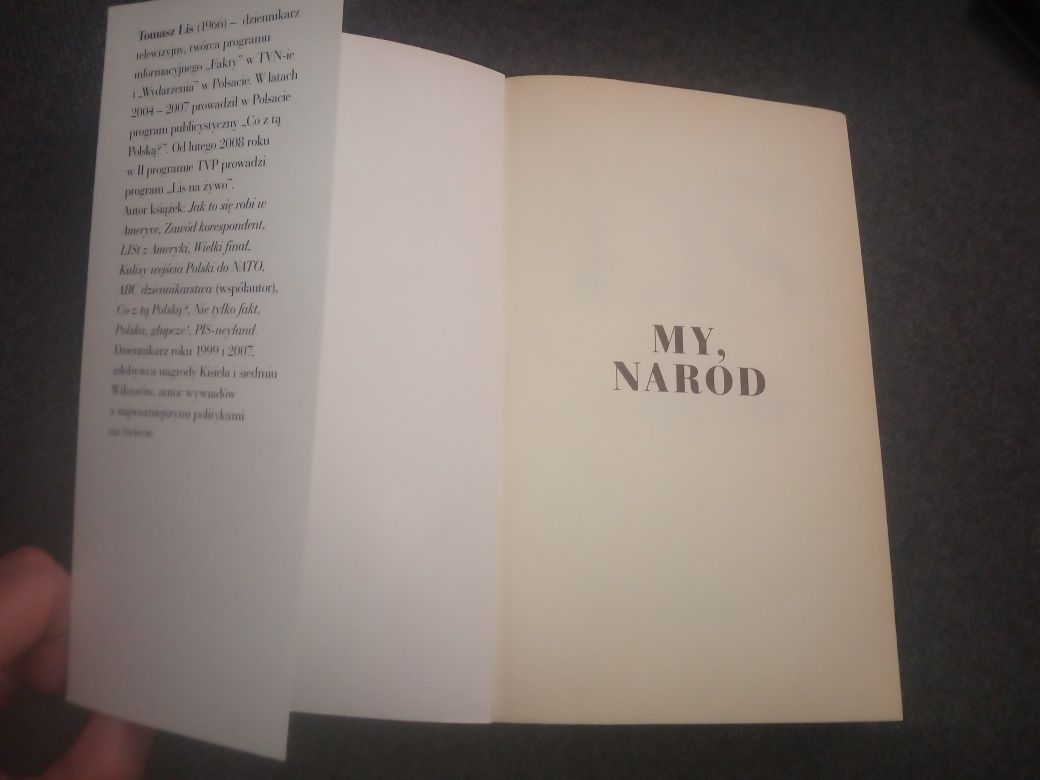 Tomasz Lis (1966) – dziennikarz
telewizyjny, twórca programu
informacyjnego „Fakty” w TVN-ie
i „Wydarzenia” w Polsacie. W latach
2004 – 2007 prowadził w Polsacie
program publicystyczny „Co z tą
Polską?”. Od lutego 2008 roku
w II programie TVP prowadzi
program „Lis na żywo”.
Autor książek: Jak to się robi w
Ameryce, Zawód korespondent,
LISt z Ameryki, Wielki finał,
Kulisy wejścia Polski do NATO,
ABC dziennikarstwa (współautor),
Co z tą Polską?, Nie tylko fakt,
Polska, głupcze!, PIS-neyland.
Dziennikarz roku 1999 i 2007,
zdobywca nagrody Kisiela i siedmiu
Wiktorów, autor wywiadów
z najważniejszymi politykami
na świecie.
MY,
NARÓD